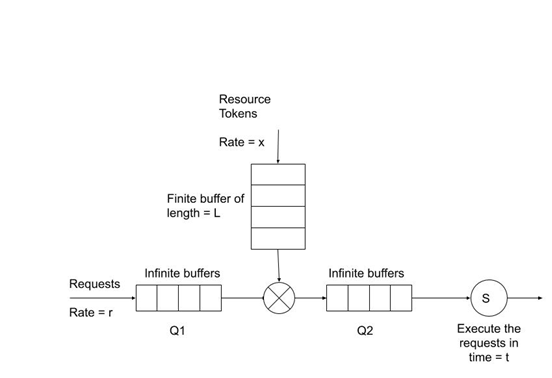 Resource
Tokens
Rate = x
Finite buffer of
length = L
Infinite buffers
Infinite buffers
Requests
Rate = r
S
Q1
Q2
Execute the
requests in
time = t